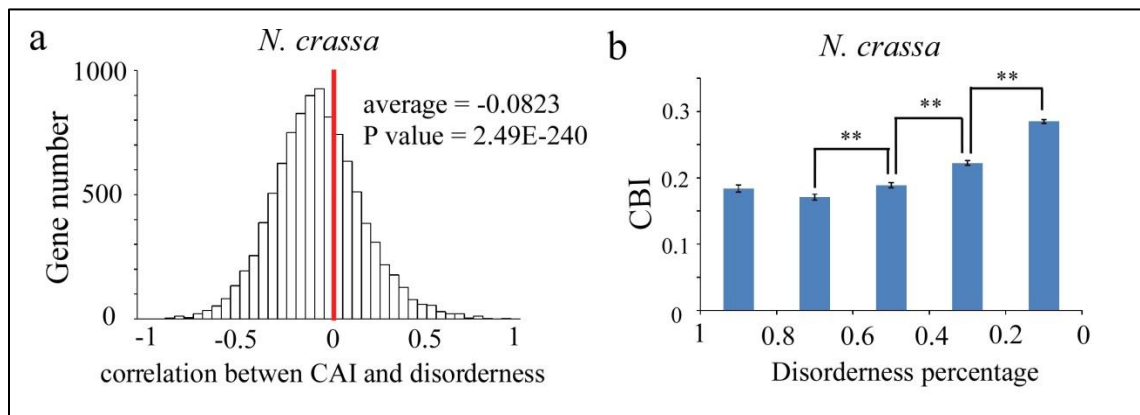 a
N. crassa
1000
500
0
Gene number
average = -0.0823
P value = 2.49E-240
-1 -0.5 0 0.5 1
correlation betwen CAI and disorderness
b
N. crassa
** ** **
0.3
0.2
0.1
0
CBI
1 0.8 0.6 0.4 0.2 0
Disorderness percentage